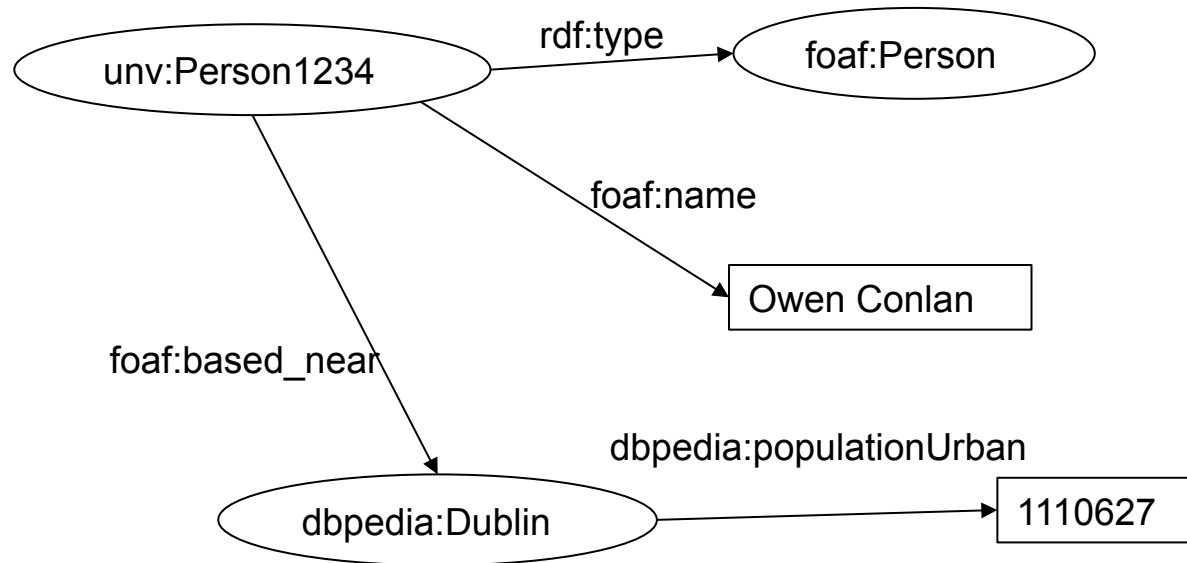 rdf:type
unv:Person1234
foaf:Person
foaf:name
Owen Conlan
foaf:based_near
dbpedia:populationUrban
dbpedia:Dublin
1110627